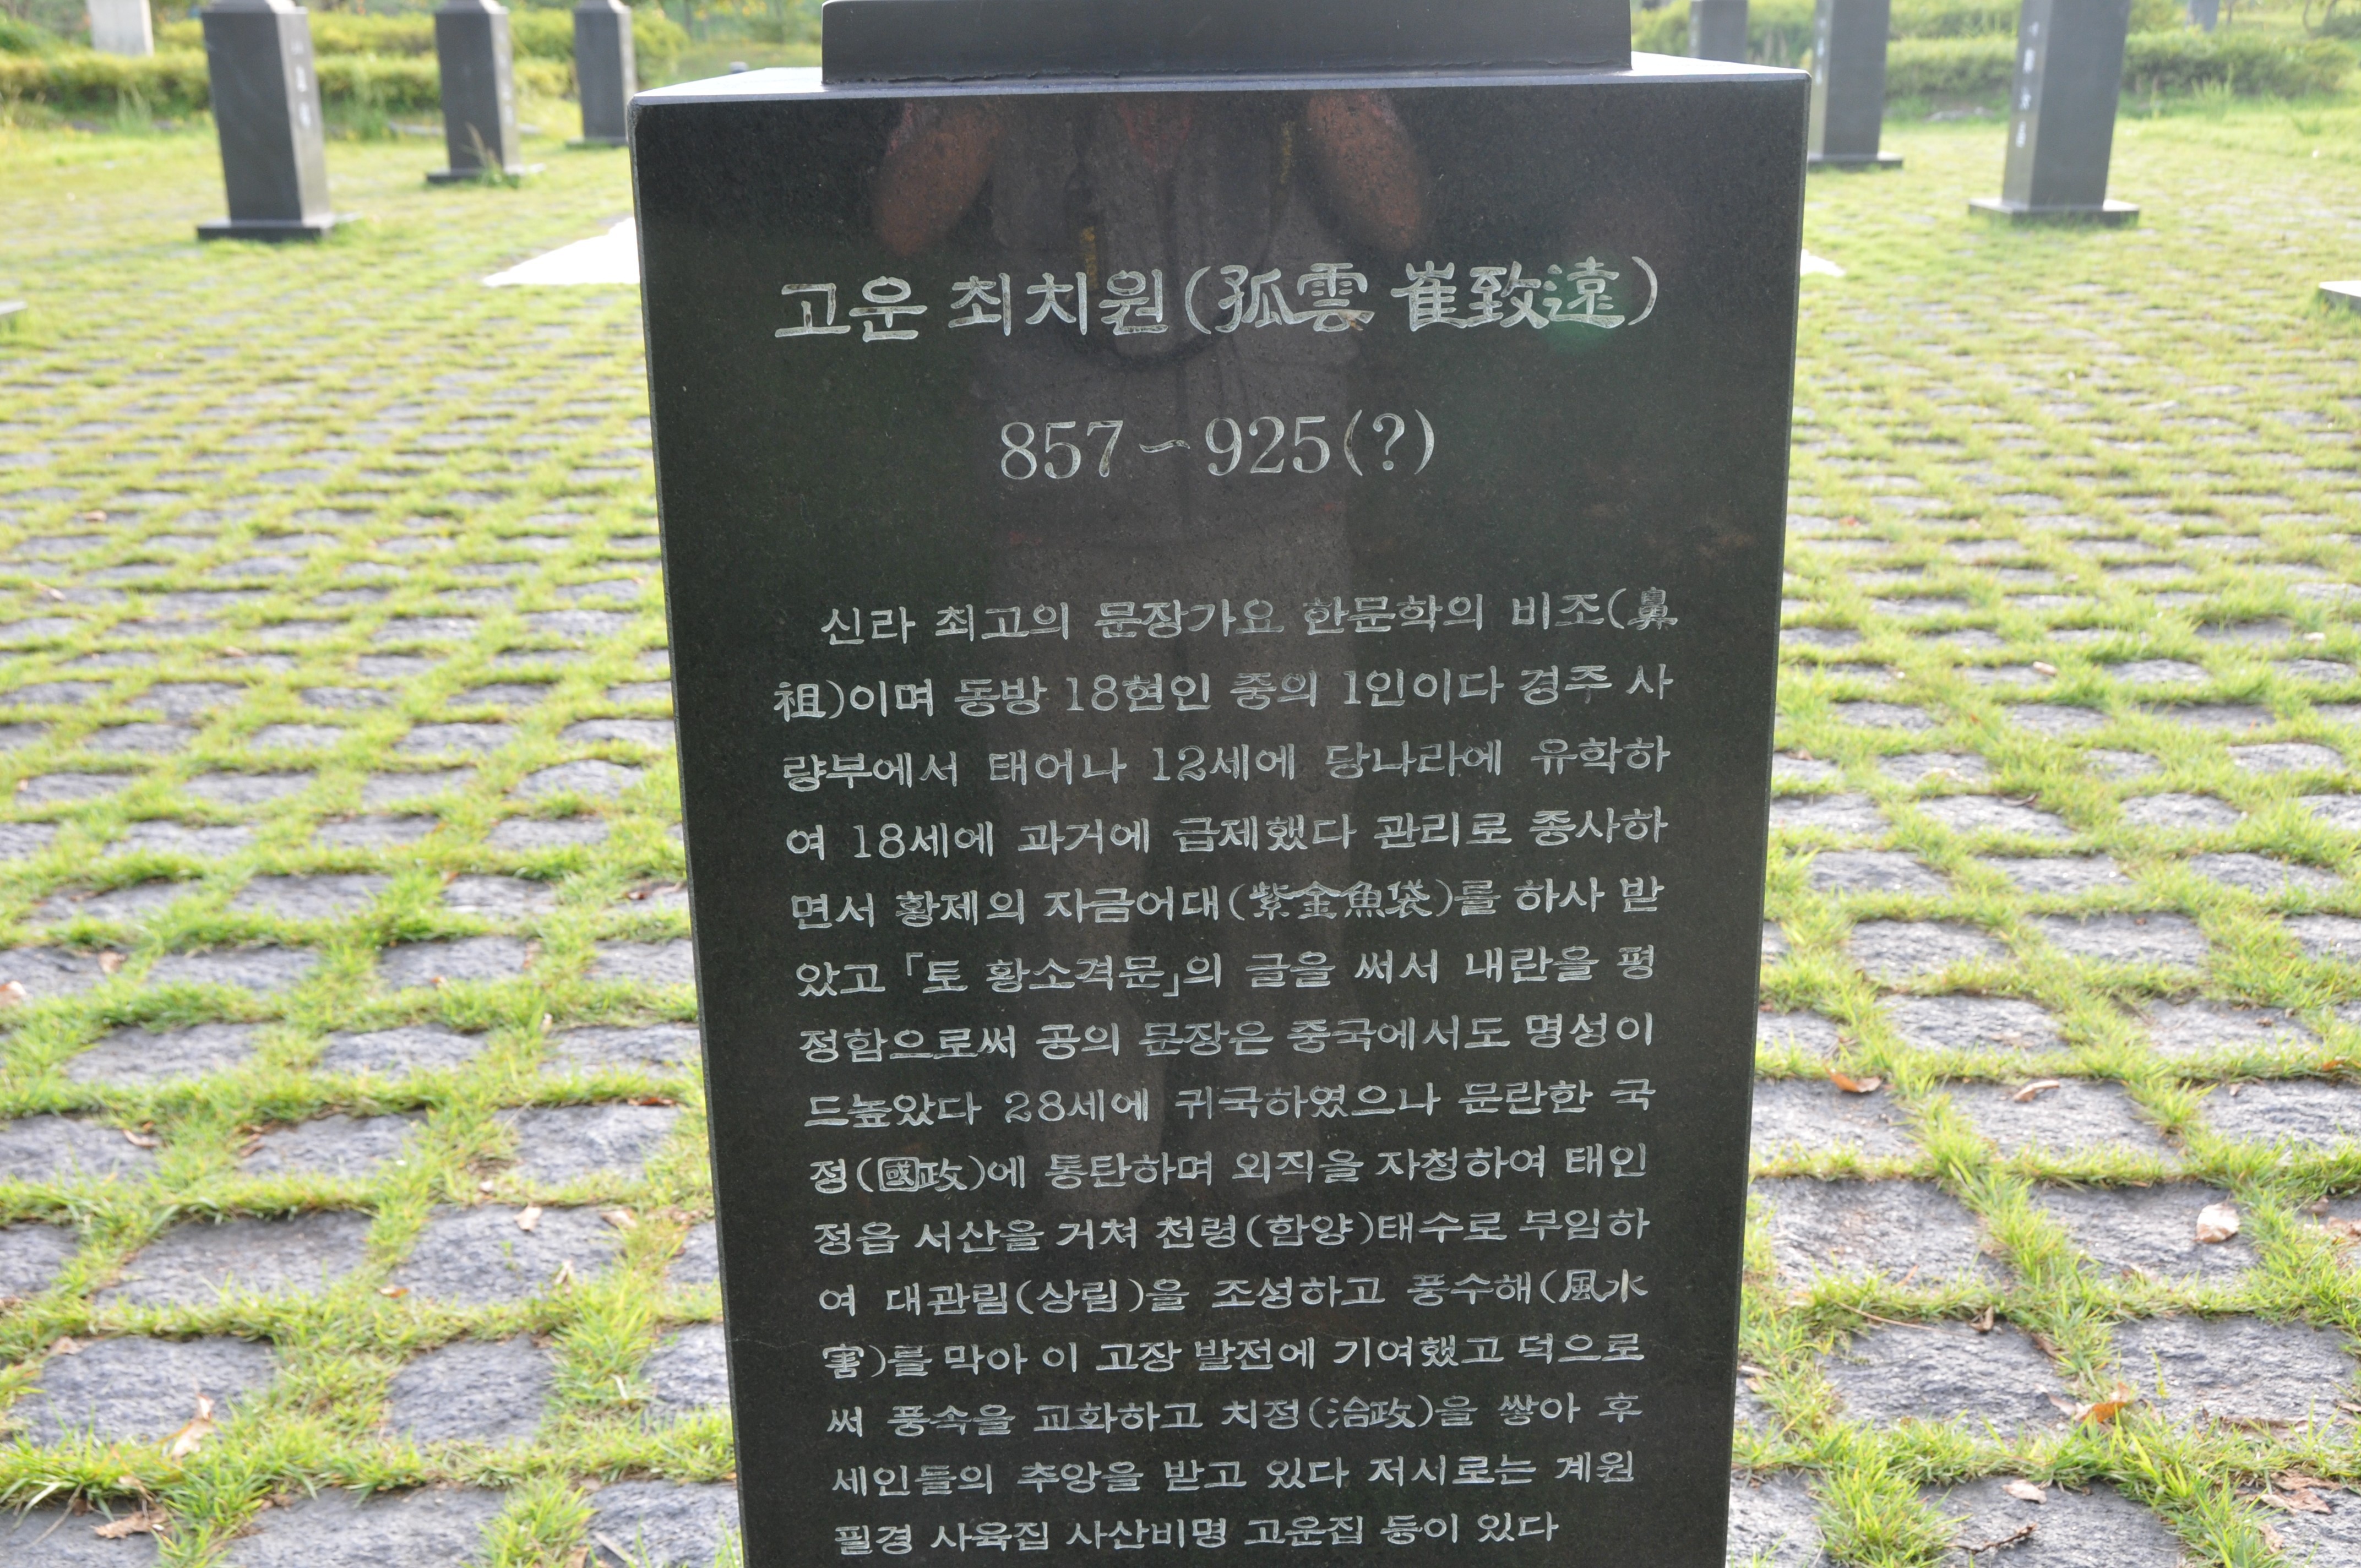 고운 최치원(孤雲 崔致遠)
857~925(?)
신라 최고의 문장가요 한문학의 비조(鼻
祖)이며 동방 18현인 중의 1인이다 경주 사
량부에서 태어나 12세에 당나라에 유학하
여 18세에 과거에 급제했다 관리로 종사하
면서 황제의 자금어대(紫金魚袋)를 하사 받
았고 「토 황소격문」의 글을 써서 내란을 평
정함으로써 공의 문장은 중국에서도 명성이
드높았다 28세에 귀국하였으나 문란한 국
정(國政)에 통탄하며 외직을 자청하여 태인
정읍 서산을 거쳐 천령(함양)태수로 부임하
여 대관림(상림)을 조성하고 풍수해(風水
害)를 막아 이 고장 발전에 기여했고 덕으로
써 풍속을 교화하고 치정(治政)을 쌓아 후
세인들의 추앙을 받고 있다 저서로는 계원
필경 사육집 사산비명 고운집 등이 있다